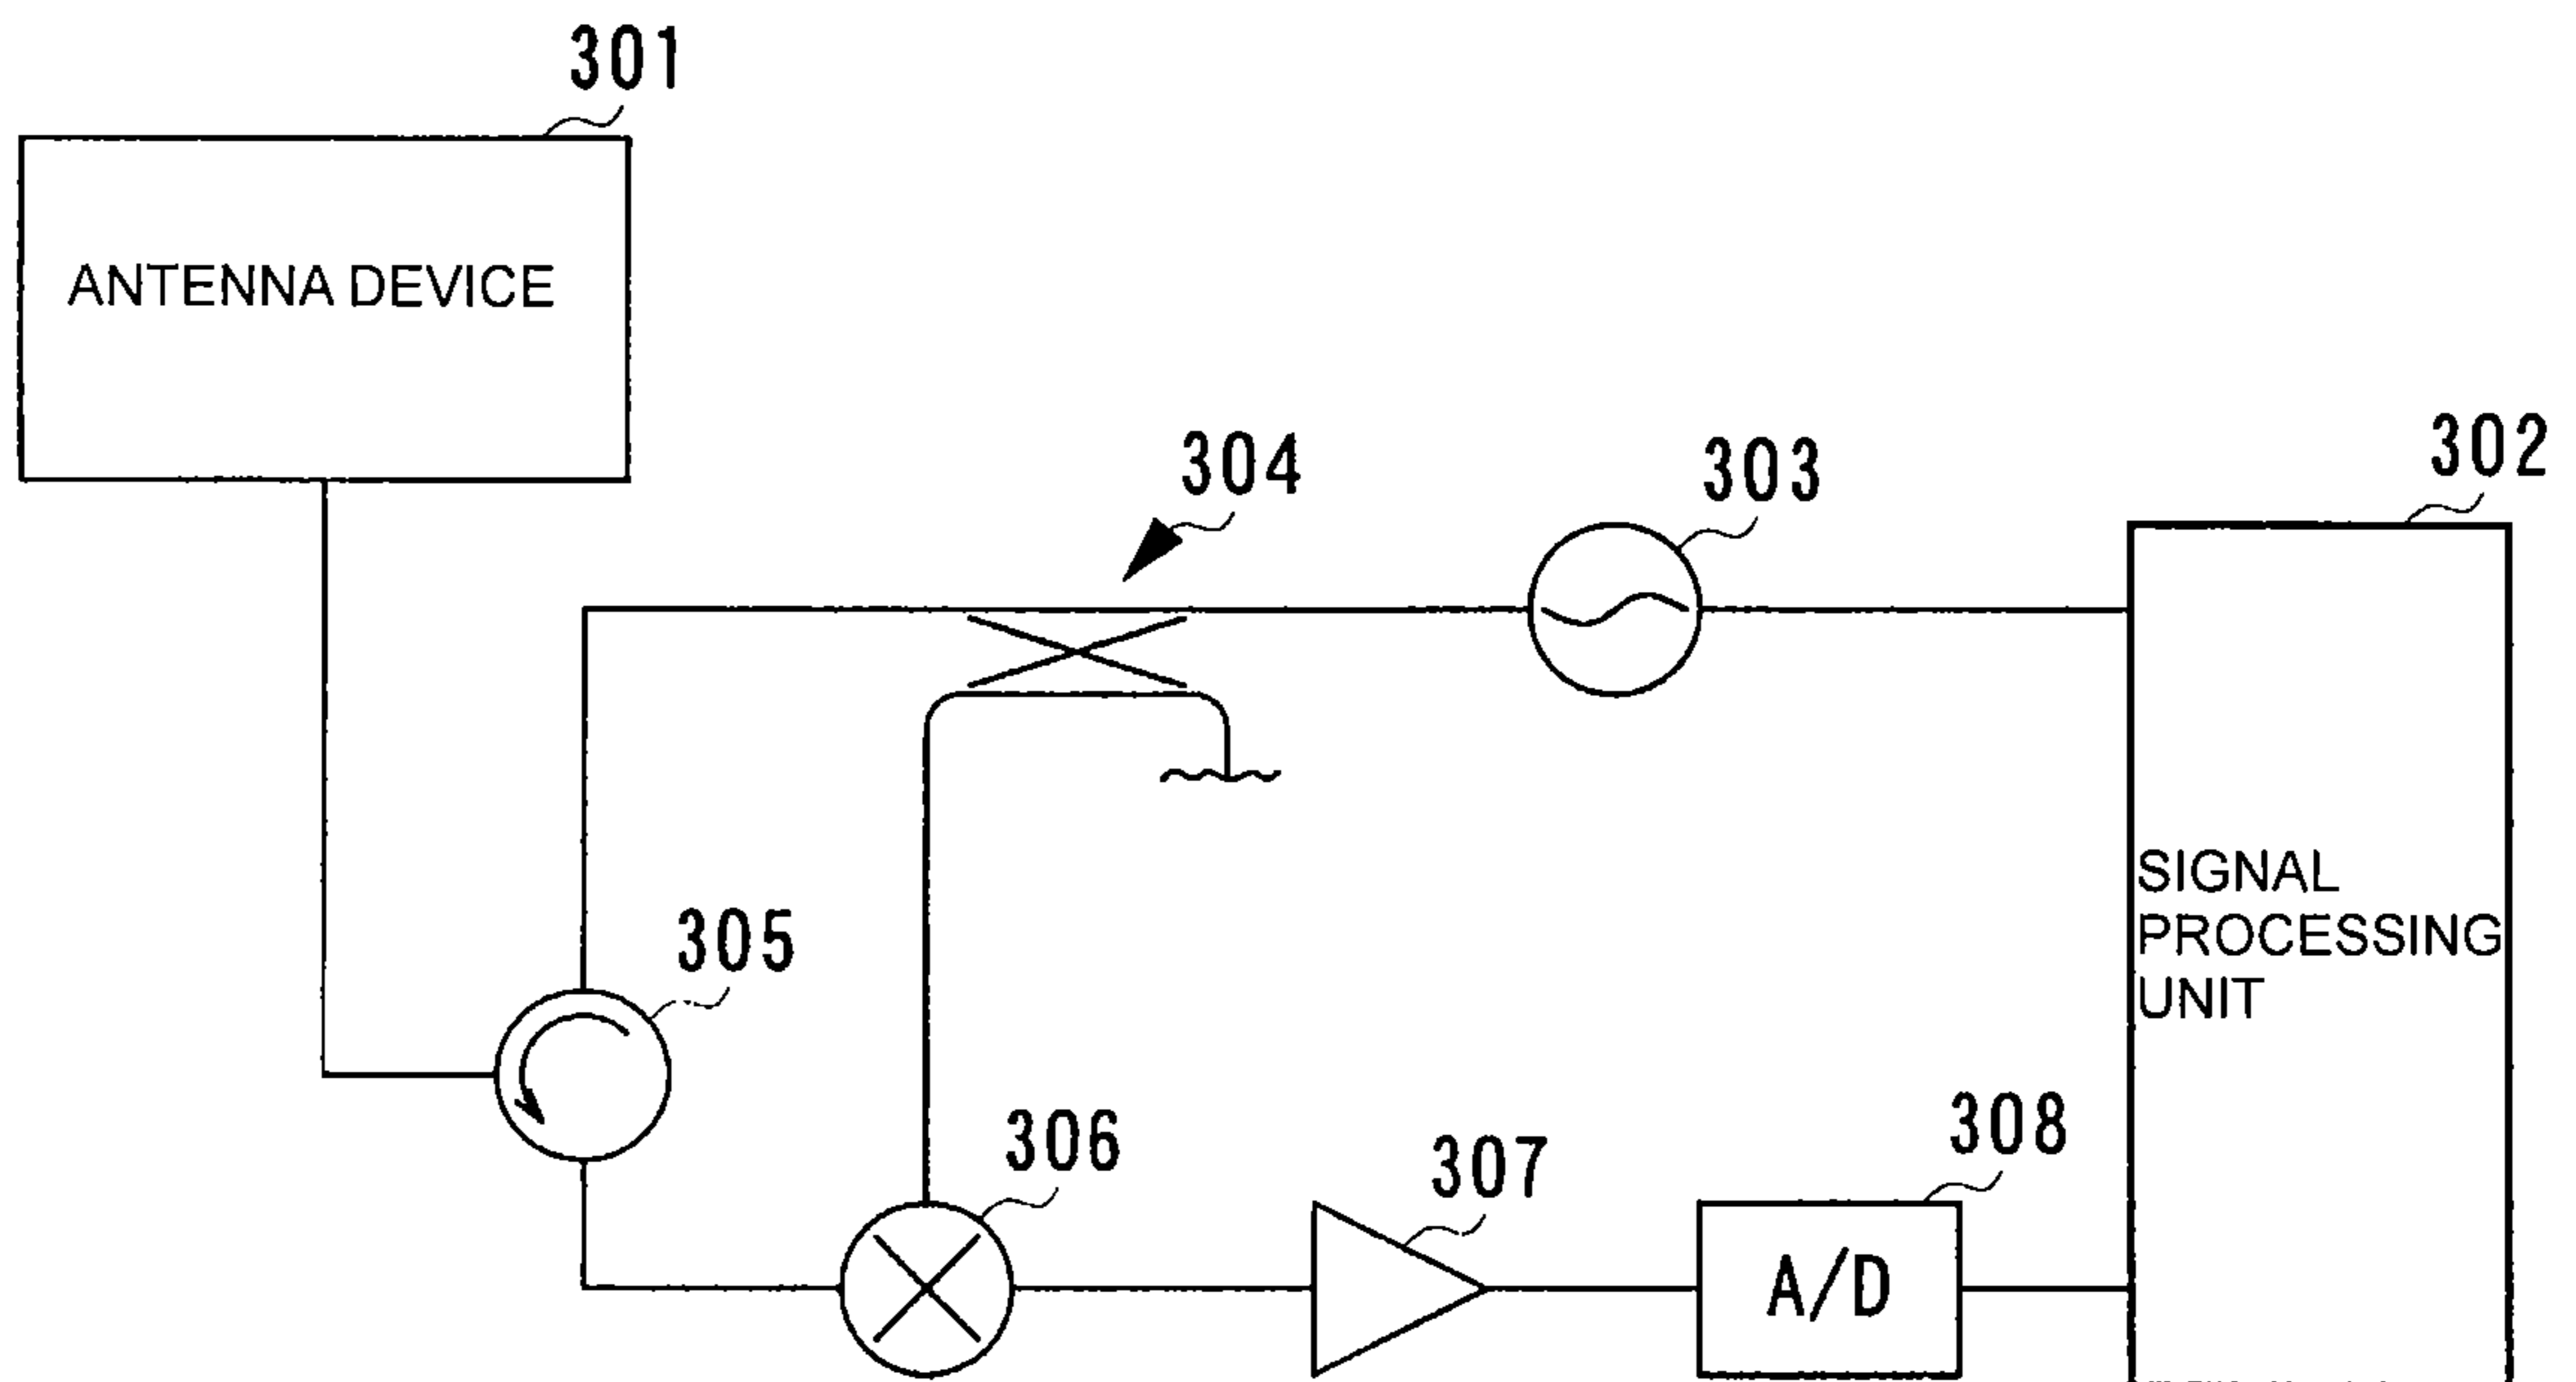 301
ANTENNA DEVICE
304
303
302
305
306
307
308
A/D
SIGNAL
PROCESSING
UNIT